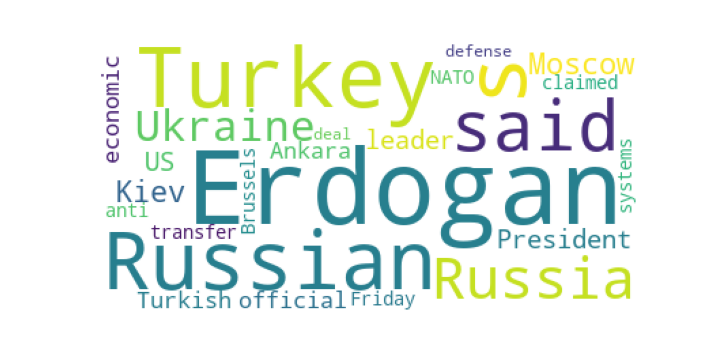 defense
Turkey
s
Moscow
economic
NATO
claimed
Ukraine
said
deal
leader
Ankara
US
Brussels
Erdogan
systems
Kiev
anti
transfer
President
Russian
Russia
Turkish
official
Friday